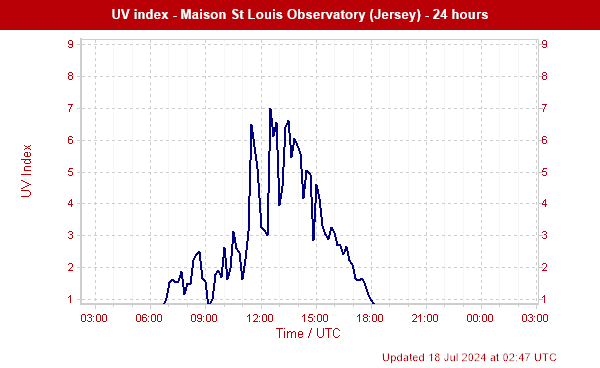 UV index - Maison St Louis Observatory (Jersey) - 24 hours
9 9
8 8
7 7
6 6
5 5
4 4
3 3
2 2
1 1
UV Index
03:00 06:00 09:00 12:00 15:00 18:00 21:00 00:00 03:00
Time / UTC
Updated 18 Jul 2024 at 02:47 UTC